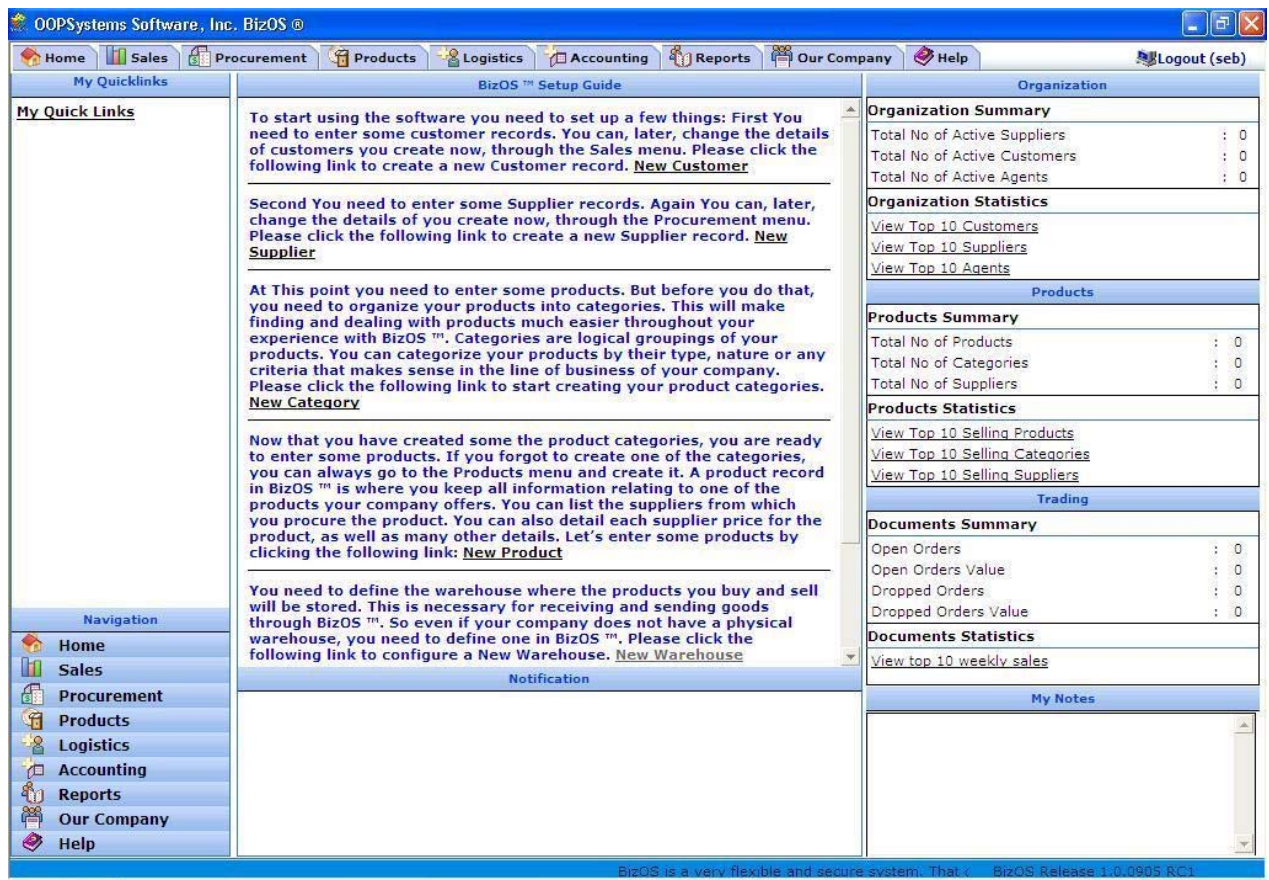 OOPSystems Software, Inc. BizOS ®
Home Sales Procurement Products Logistics Accounting Reports Our Company Help Logout (seb)
My Quicklinks
My Quick Links
Navigation
Home
Sales
Procurement
Products
Logistics
Accounting
Reports
Our Company
Help
BizOS ™ Setup Guide
To start using the software you need to set up a few things: First You
need to enter some customer records. You can, later, change the details
of customers you create now, through the Sales menu. Please click the
following link to create a new Customer record. New Customer
Second You need to enter some Supplier records. Again You can, later,
change the details of you create now, through the Procurement menu.
Please click the following link to create a new Supplier record. New
Supplier
At This point you need to enter some products. But before you do that,
you need to organize your products into categories. This will make
finding and dealing with products much easier throughout your
experience with BizOS ™. Categories are logical groupings of your
products. You can categorize your products by their type, nature or any
criteria that makes sense in the line of business of your company.
Please click the following link to start creating your product categories.
New Category
Now that you have created some the product categories, you are ready
to enter some products. If you forgot to create one of the categories,
you can always go to the Products menu and create it. A product record
in BizOS ™ is where you keep all information relating to one of the
products your company offers. You can list the suppliers from which
you procure the product. You can also detail each supplier price for the
product, as well as many other details. Let's enter some products by
clicking the following link: New Product
You need to define the warehouse where the products you buy and sell
will be stored. This is necessary for receiving and sending goods
through BizOS ™. So even if your company does not have a physical
warehouse, you need to define one in BizOS ™. Please click the
following link to configure a New Warehouse. New Warehouse
Notification
Organization
Organization Summary
Total No of Active Suppliers : 0
Total No of Active Customers : 0
Total No of Active Agents : 0
Organization Statistics
View Top 10 Customers
View Top 10 Suppliers
View Top 10 Agents
Products
Products Summary
Total No of Products : 0
Total No of Categories : 0
Total No of Suppliers : 0
Products Statistics
View Top 10 Selling Products
View Top 10 Selling Categories
View Top 10 Selling Suppliers
Trading
Documents Summary
Open Orders : 0
Open Orders Value : 0
Dropped Orders : 0
Dropped Orders Value : 0
Documents Statistics
View top 10 weekly sales
My Notes
BizOS is a very flexible and secure system. That BizOS Release 1.0.0905 RC1